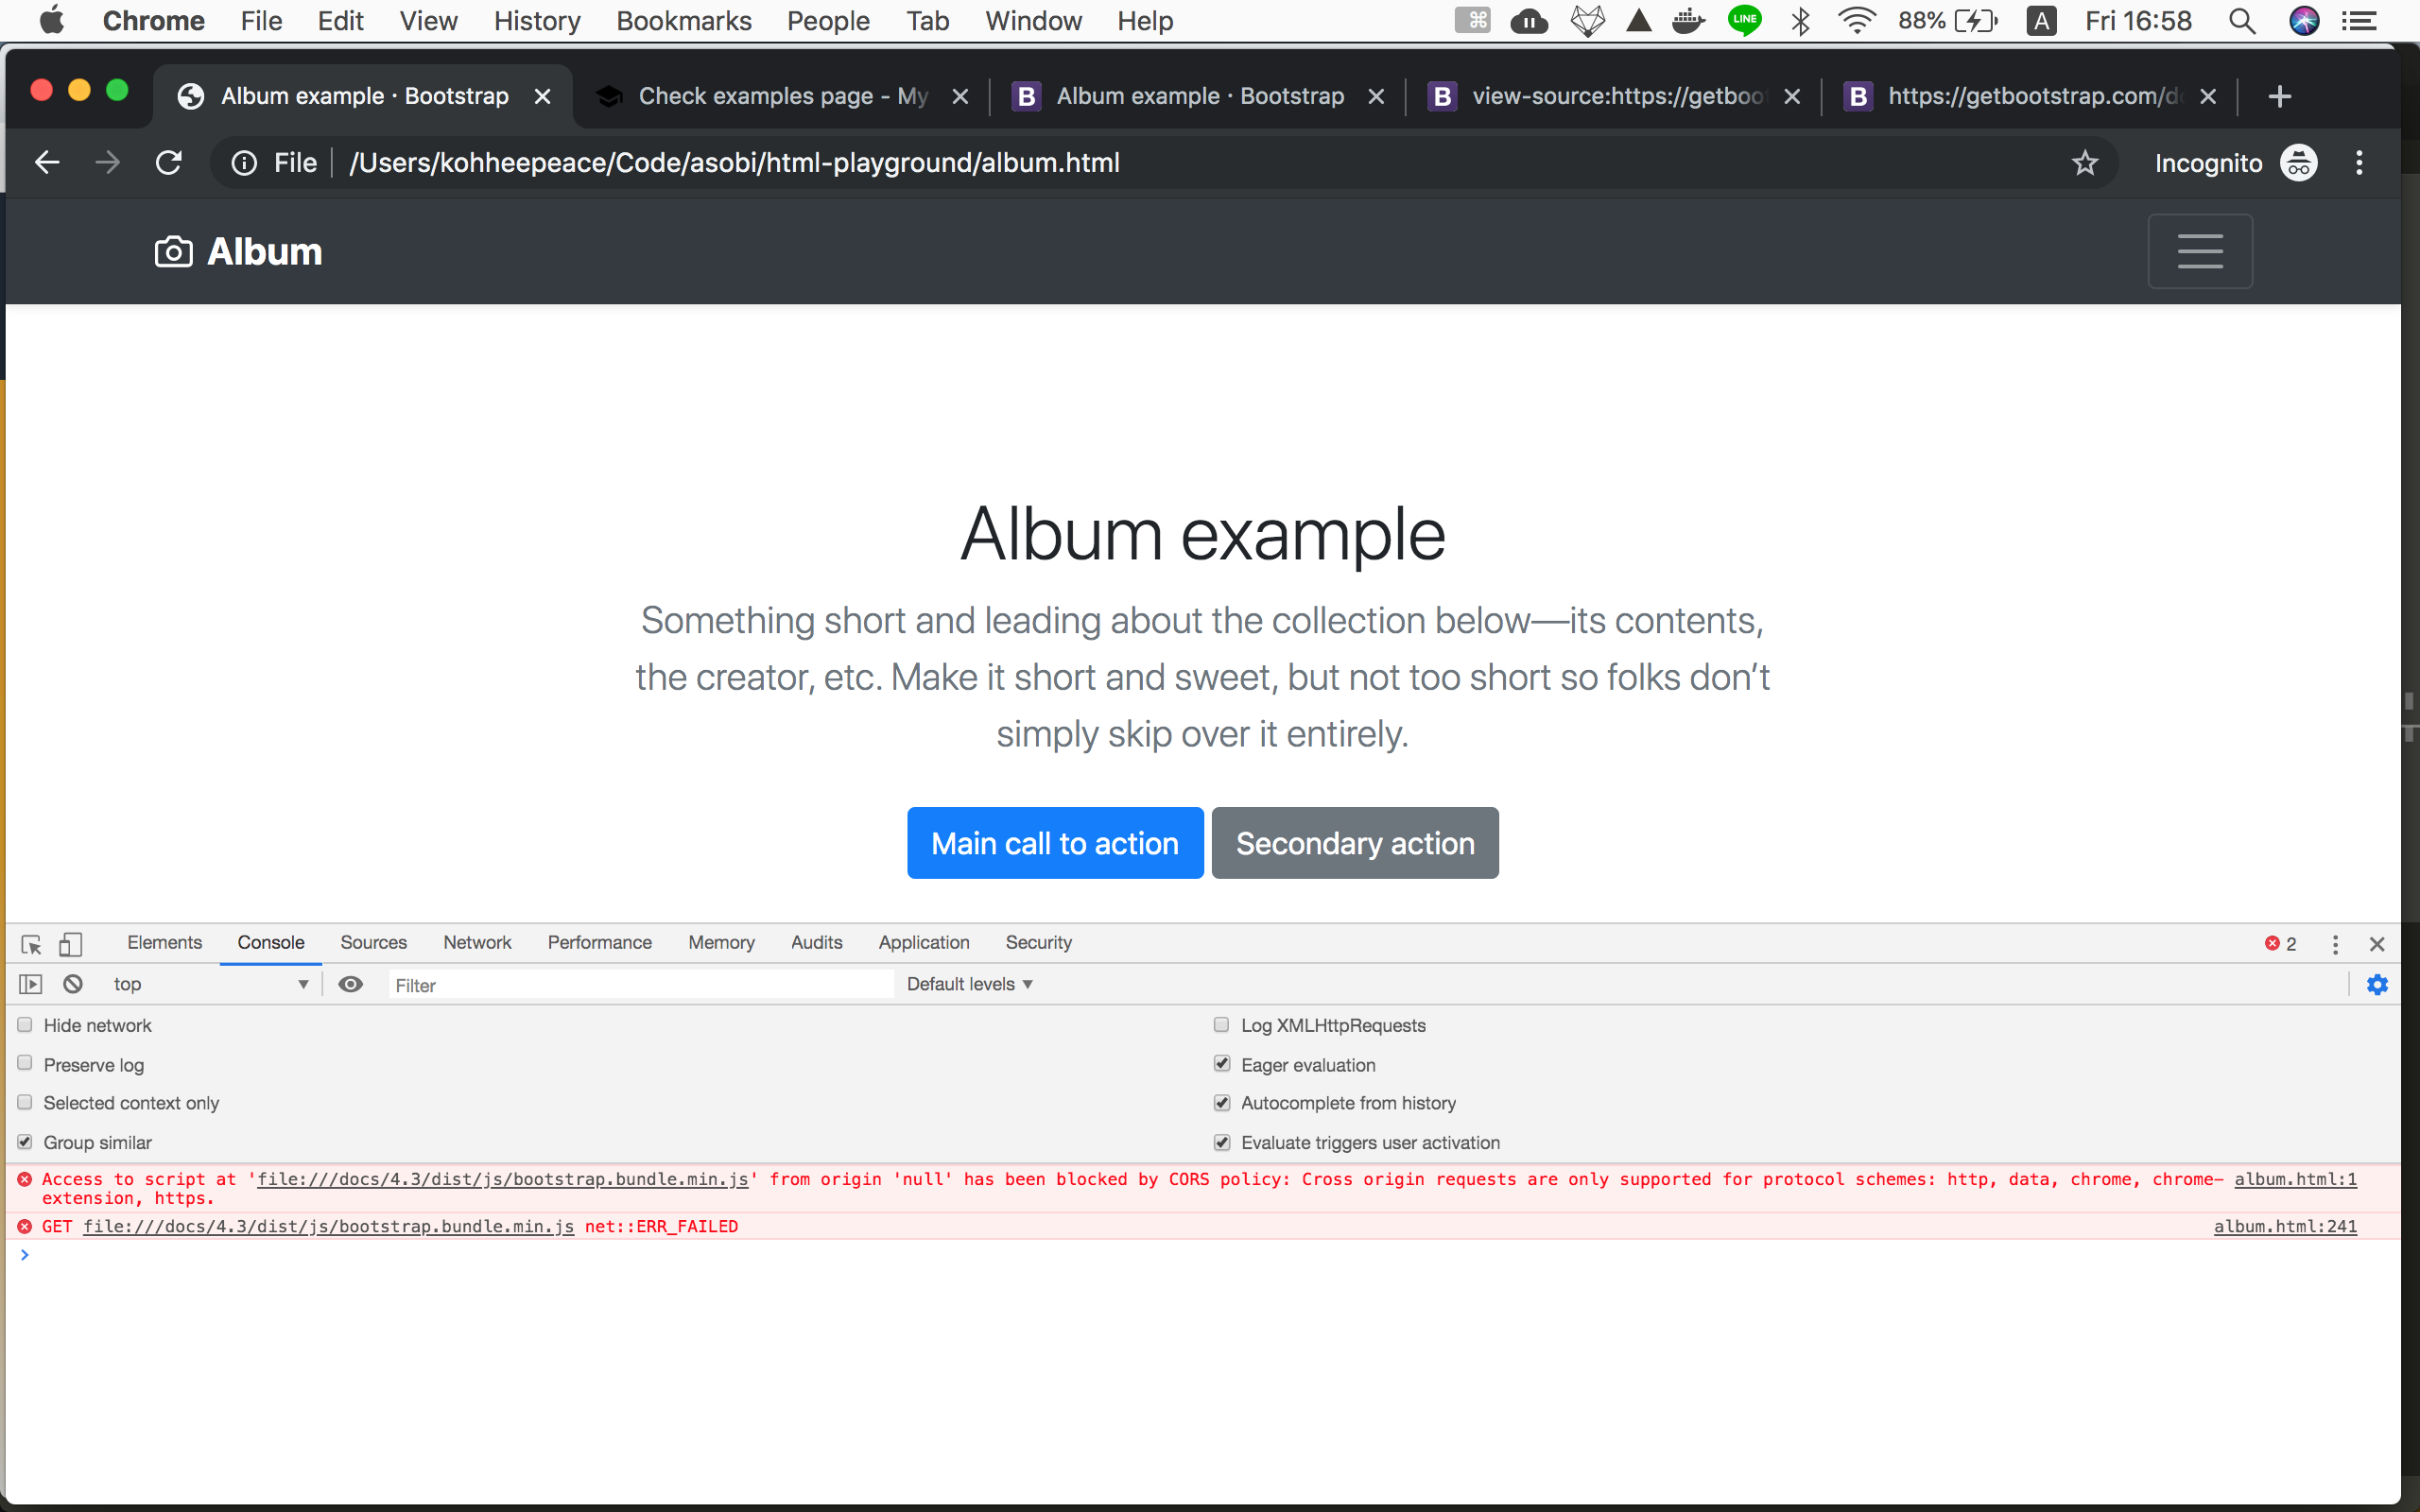 Chrome File Edit View History Bookmarks People Tab Window Help LINE 88% A Fri 16:58
Album example · Bootstrap Check examples page - My B Album example · Bootstrap B view-source:https://getboot B https://getbootstrap.com/d
File /Users/kohheepeace/Code/asobi/html-playground/album.html Incognito
Album
Album example
Something short and leading about the collection below—its contents,
the creator, etc. Make it short and sweet, but not too short so folks don’t
simply skip over it entirely.
Main call to action Secondary action
Elements Console Sources Network Performance Memory Audits Application Security 2
top Filter Default levels
Hide network Log XMLHttpRequests
Preserve log Eager evaluation
Selected context only Autocomplete from history
Group similar Evaluate triggers user activation
Access to script at 'file:///docs/4.3/dist/js/bootstrap.bundle.min.js' from origin 'null' has been blocked by CORS policy: Cross origin requests are only supported for protocol schemes: http, data, chrome, chrome- album.html:1
extension, https.
GET file:///docs/4.3/dist/js/bootstrap.bundle.min.js net::ERR_FAILED album.html:241